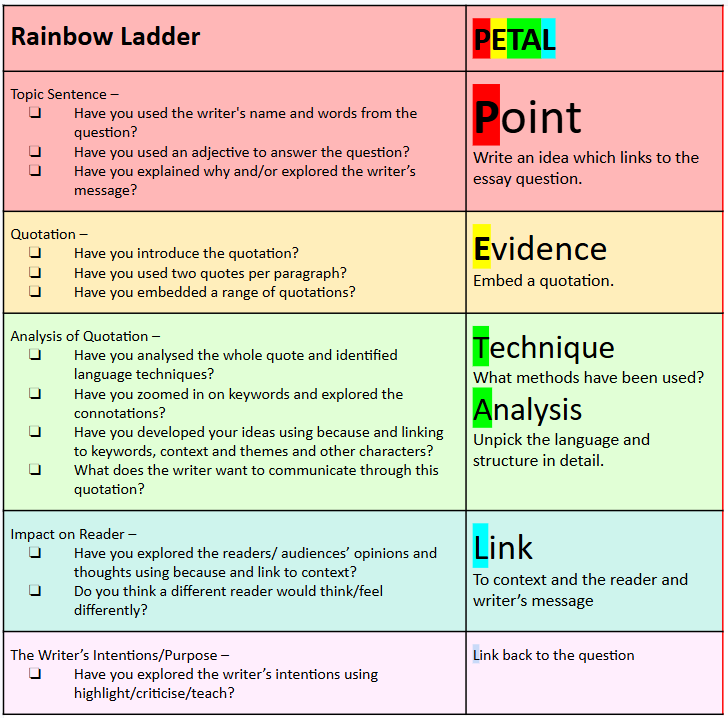 Rainbow Ladder
PETAL
Topic Sentence –
❑ Have you used the writer's name and words from the
question?
❑ Have you used an adjective to answer the question?
❑ Have you explained why and/or explored the writer's
message?
Point
Write an idea which links to the
essay question.
Quotation –
❑ Have you introduce the quotation?
❑ Have you used two quotes per paragraph?
❑ Have you embedded a range of quotations?
Evidence
Embed a quotation.
Analysis of Quotation –
❑ Have you analysed the whole quote and identified
language techniques?
❑ Have you zoomed in on keywords and explored the
connotations?
❑ Have you developed your ideas using because and linking
to keywords, context and themes and other characters?
❑ What does the writer want to communicate through this
quotation?
Technique
What methods have been used?
Analysis
Unpick the language and
structure in detail.
Impact on Reader –
❑ Have you explored the readers/ audiences' opinions and
thoughts using because and link to context?
❑ Do you think a different reader would think/feel
differently?
Link
To context and the reader and
writer's message
The Writer's Intentions/Purpose –
❑ Have you explored the writer's intentions using
highlight/criticise/teach?
Link back to the question